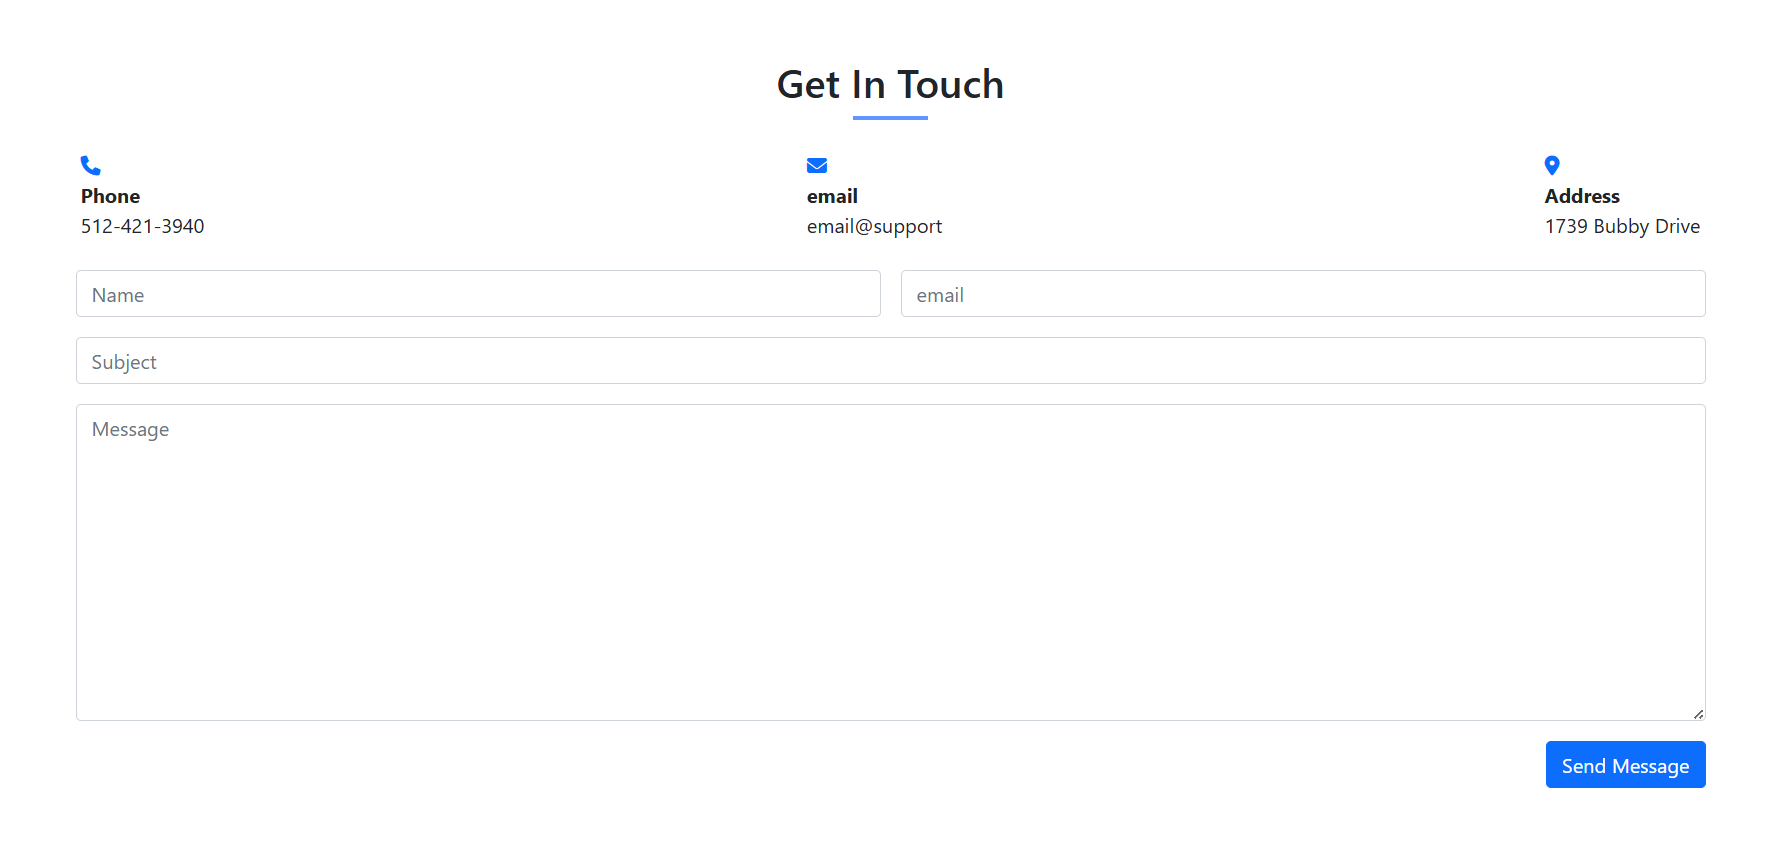 Get In Touch
Phone
512-421-3940
email
email@support
Address
1739 Bubby Drive
Name
email
Subject
Message
Send Message